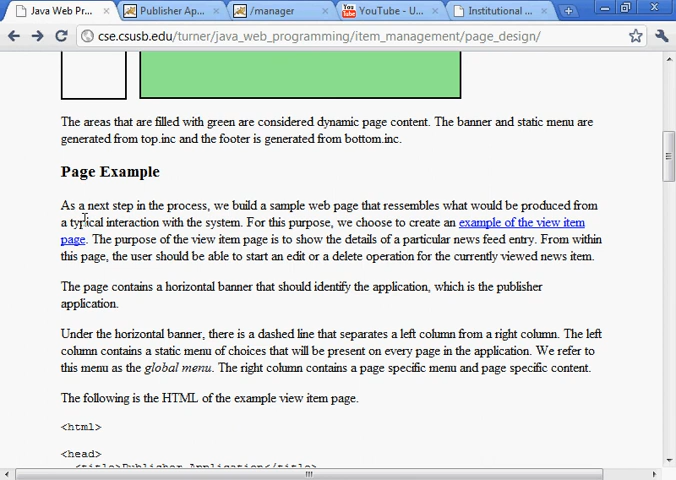 Java Web Pr...
Publisher Ap...
/manager
YouTube - U...
Institutional ...
cse.csusb.edu/turner/java_web_programming/item_management/page_design/
The areas that are filled with green are considered dynamic page content. The banner and static menu are
generated from top.inc and the footer is generated from bottom.inc.
Page Example
As a next step in the process, we build a sample web page that ressembles what would be produced from
a typical interaction with the system. For this purpose, we choose to create an example of the view item
page. The purpose of the view item page is to show the details of a particular news feed entry. From within
this page, the user should be able to start an edit or a delete operation for the currently viewed news item.
The page contains a horizontal banner that should identify the application, which is the publisher
application.
Under the horizontal banner, there is a dashed line that separates a left column from a right column. The left
column contains a static menu of choices that will be present on every page in the application. We refer to
this menu as the global menu. The right column contains a page specific menu and page specific content.
The following is the HTML of the example view item page.
<html>
<head>
<title>Publisher Application</title>